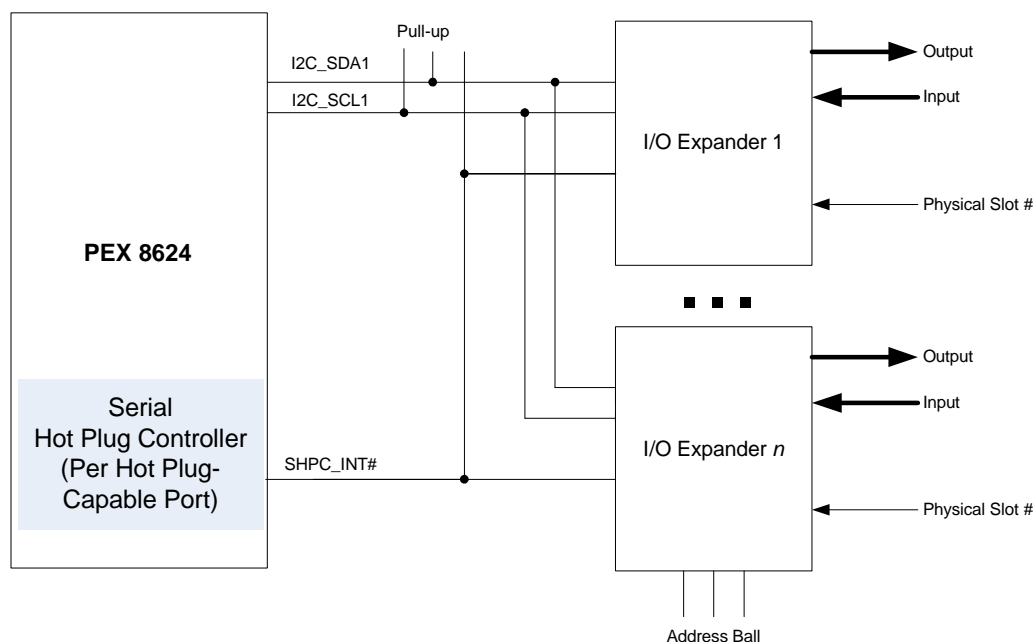 Pull-up
I2C_SDA1
I2C_SCL1
Output
Input
I/O Expander 1
Physical Slot #
PEX 8624
Serial
Hot Plug Controller
(Per Hot Plug-
Capable Port)
SHPC_INT#
Output
Input
I/O Expander n
Physical Slot #
Address Ball